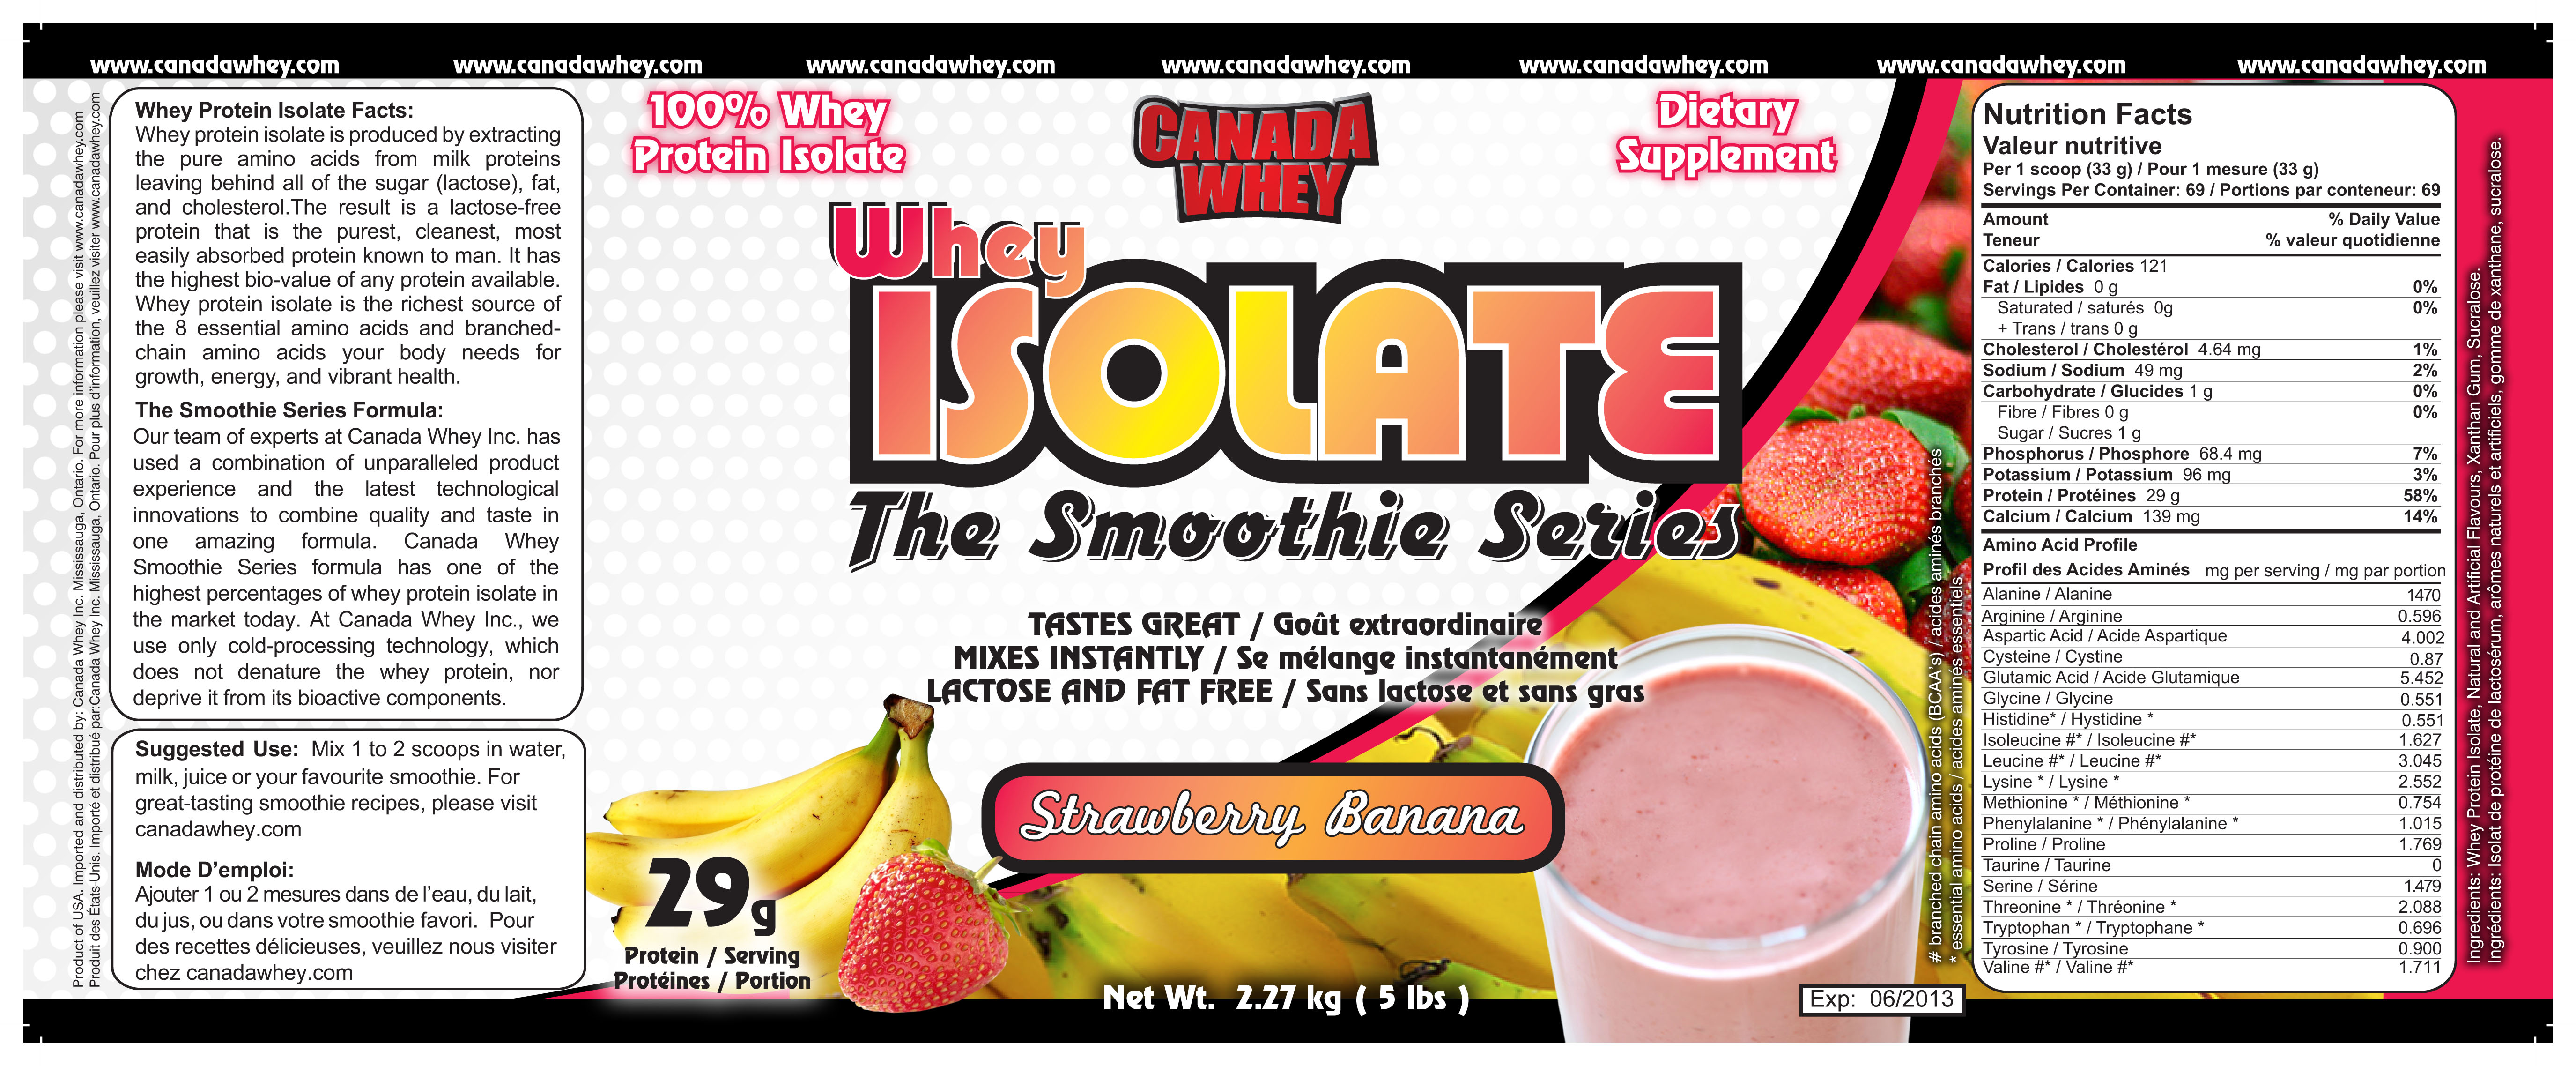 www.canadawhey.com www.canadawhey.com www.canadawhey.com www.canadawhey.com www.canadawhey.com www.canadawhey.com www.canadawhey.com
Product of USA. Imported and distributed by: Canada Whey Inc. Mississauga, Ontario. For more information please visit www.canadawhey.com
Produit des États-Unis. Importé et distribué par:Canada Whey Inc. Mississauga, Ontario. Pour plus d'information, veuillez visiter www.canadawhey.com
Whey Protein Isolate Facts:
Whey protein isolate is produced by extracting
the pure amino acids from milk proteins
leaving behind all of the sugar (lactose), fat,
and cholesterol.The result is a lactose-free
protein that is the purest, cleanest, most
easily absorbed protein known to man. It has
the highest bio-value of any protein available.
Whey protein isolate is the richest source of
the 8 essential amino acids and branched-
chain amino acids your body needs for
growth, energy, and vibrant health.
The Smoothie Series Formula:
Our team of experts at Canada Whey Inc. has
used a combination of unparalleled product
experience and the latest technological
innovations to combine quality and taste in
one amazing formula. Canada Whey
Smoothie Series formula has one of the
highest percentages of whey protein isolate in
the market today. At Canada Whey Inc., we
use only cold-processing technology, which
does not denature the whey protein, nor
deprive it from its bioactive components.
Suggested Use: Mix 1 to 2 scoops in water,
milk, juice or your favourite smoothie. For
great-tasting smoothie recipes, please visit
canadawhey.com
Mode D'emploi:
Ajouter 1 ou 2 mesures dans de l'eau, du lait,
du jus, ou dans votre smoothie favori. Pour
des recettes délicieuses, veuillez nous visiter
chez canadawhey.com
100% Whey
Protein Isolate
CANADA
WHEY
Dietary
Supplement
Whey
ISOLATE
The Smoothie Series
TASTES GREAT / Goût extraordinaire
MIXES INSTANTLY / Se mélange instantanément
LACTOSE AND FAT FREE / Sans lactose et sans gras
Strawberry Banana
29g
Protein / Serving
Protéines / Portion
Net Wt. 2.27 kg ( 5 lbs )
Exp: 06/2013
# branched chain amino acids (BCAA's) / acides aminés branchés
* essential amino acids / acides aminés essentiels
Nutrition Facts
Valeur nutritive
Per 1 scoop (33 g) / Pour 1 mesure (33 g)
Servings Per Container: 69 / Portions par conteneur: 69
Amount % Daily Value
Teneur % valeur quotidienne
Calories / Calories 121
Fat / Lipides 0 g 0%
Saturated / saturés 0g 0%
+ Trans / trans 0 g
Cholesterol / Cholestérol 4.64 mg 1%
Sodium / Sodium 49 mg 2%
Carbohydrate / Glucides 1 g 0%
Fibre / Fibres 0 g 0%
Sugar / Sucres 1 g
Phosphorus / Phosphore 68.4 mg 7%
Potassium / Potassium 96 mg 3%
Protein / Protéines 29 g 58%
Calcium / Calcium 139 mg 14%
Amino Acid Profile
Profil des Acides Aminés mg per serving / mg par portion
Alanine / Alanine 1470
Arginine / Arginine 0.596
Aspartic Acid / Acide Aspartique 4.002
Cysteine / Cystine 0.87
Glutamic Acid / Acide Glutamique 5.452
Glycine / Glycine 0.551
Histidine* / Hystidine * 0.551
Isoleucine #* / Isoleucine #* 1.627
Leucine #* / Leucine #* 3.045
Lysine * / Lysine * 2.552
Methionine * / Méthionine * 0.754
Phenylalanine * / Phénylalanine * 1.015
Proline / Proline 1.769
Taurine / Taurine 0
Serine / Sérine 1.479
Threonine * / Thréonine * 2.088
Tryptophan * / Tryptophane * 0.696
Tyrosine / Tyrosine 0.900
Valine #* / Valine #* 1.711
Ingredients: Whey Protein Isolate, Natural and Artificial Flavours, Xanthan Gum, Sucralose.
Ingrédients: Isolat de protéine de lactosérum, arômes naturels et artificiels, gomme de xanthane, sucralose.